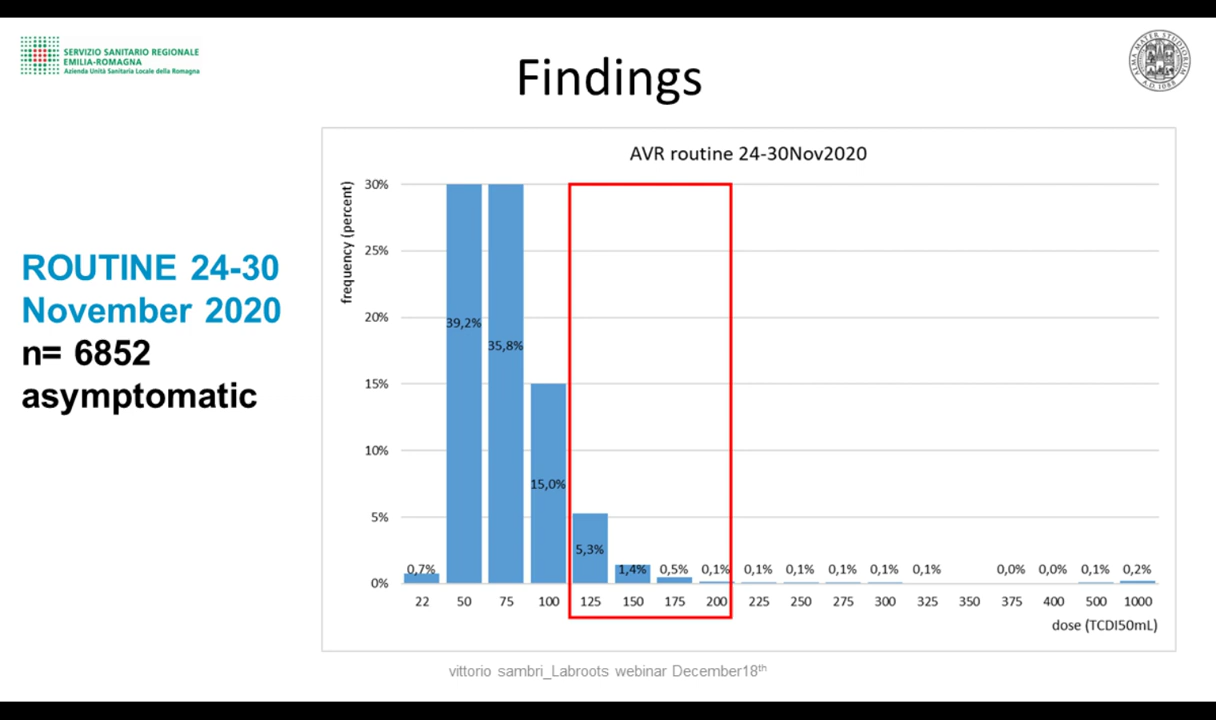 SERVIZIO SANITARIO REGIONALE
EMILIA-ROMAGNA
Azienda Unità Sanitaria Locale della Romagna
ALMA MATER STUDIORUM
A.D. 1088
Findings
ROUTINE 24-30
November 2020
n= 6852
asymptomatic
AVR routine 24-30Nov2020
frequency (percent)
30%
25%
20%
15%
10%
5%
0%
0,7% 39,2% 35,8% 15,0% 5,3% 1,4% 0,5% 0,1% 0,1% 0,1% 0,1% 0,1% 0,1% 0,0% 0,0% 0,1% 0,2%
22 50 75 100 125 150 175 200 225 250 275 300 325 350 375 400 500 1000
dose (TCDI50mL)
vittorio sambri_Labroots webinar December18th